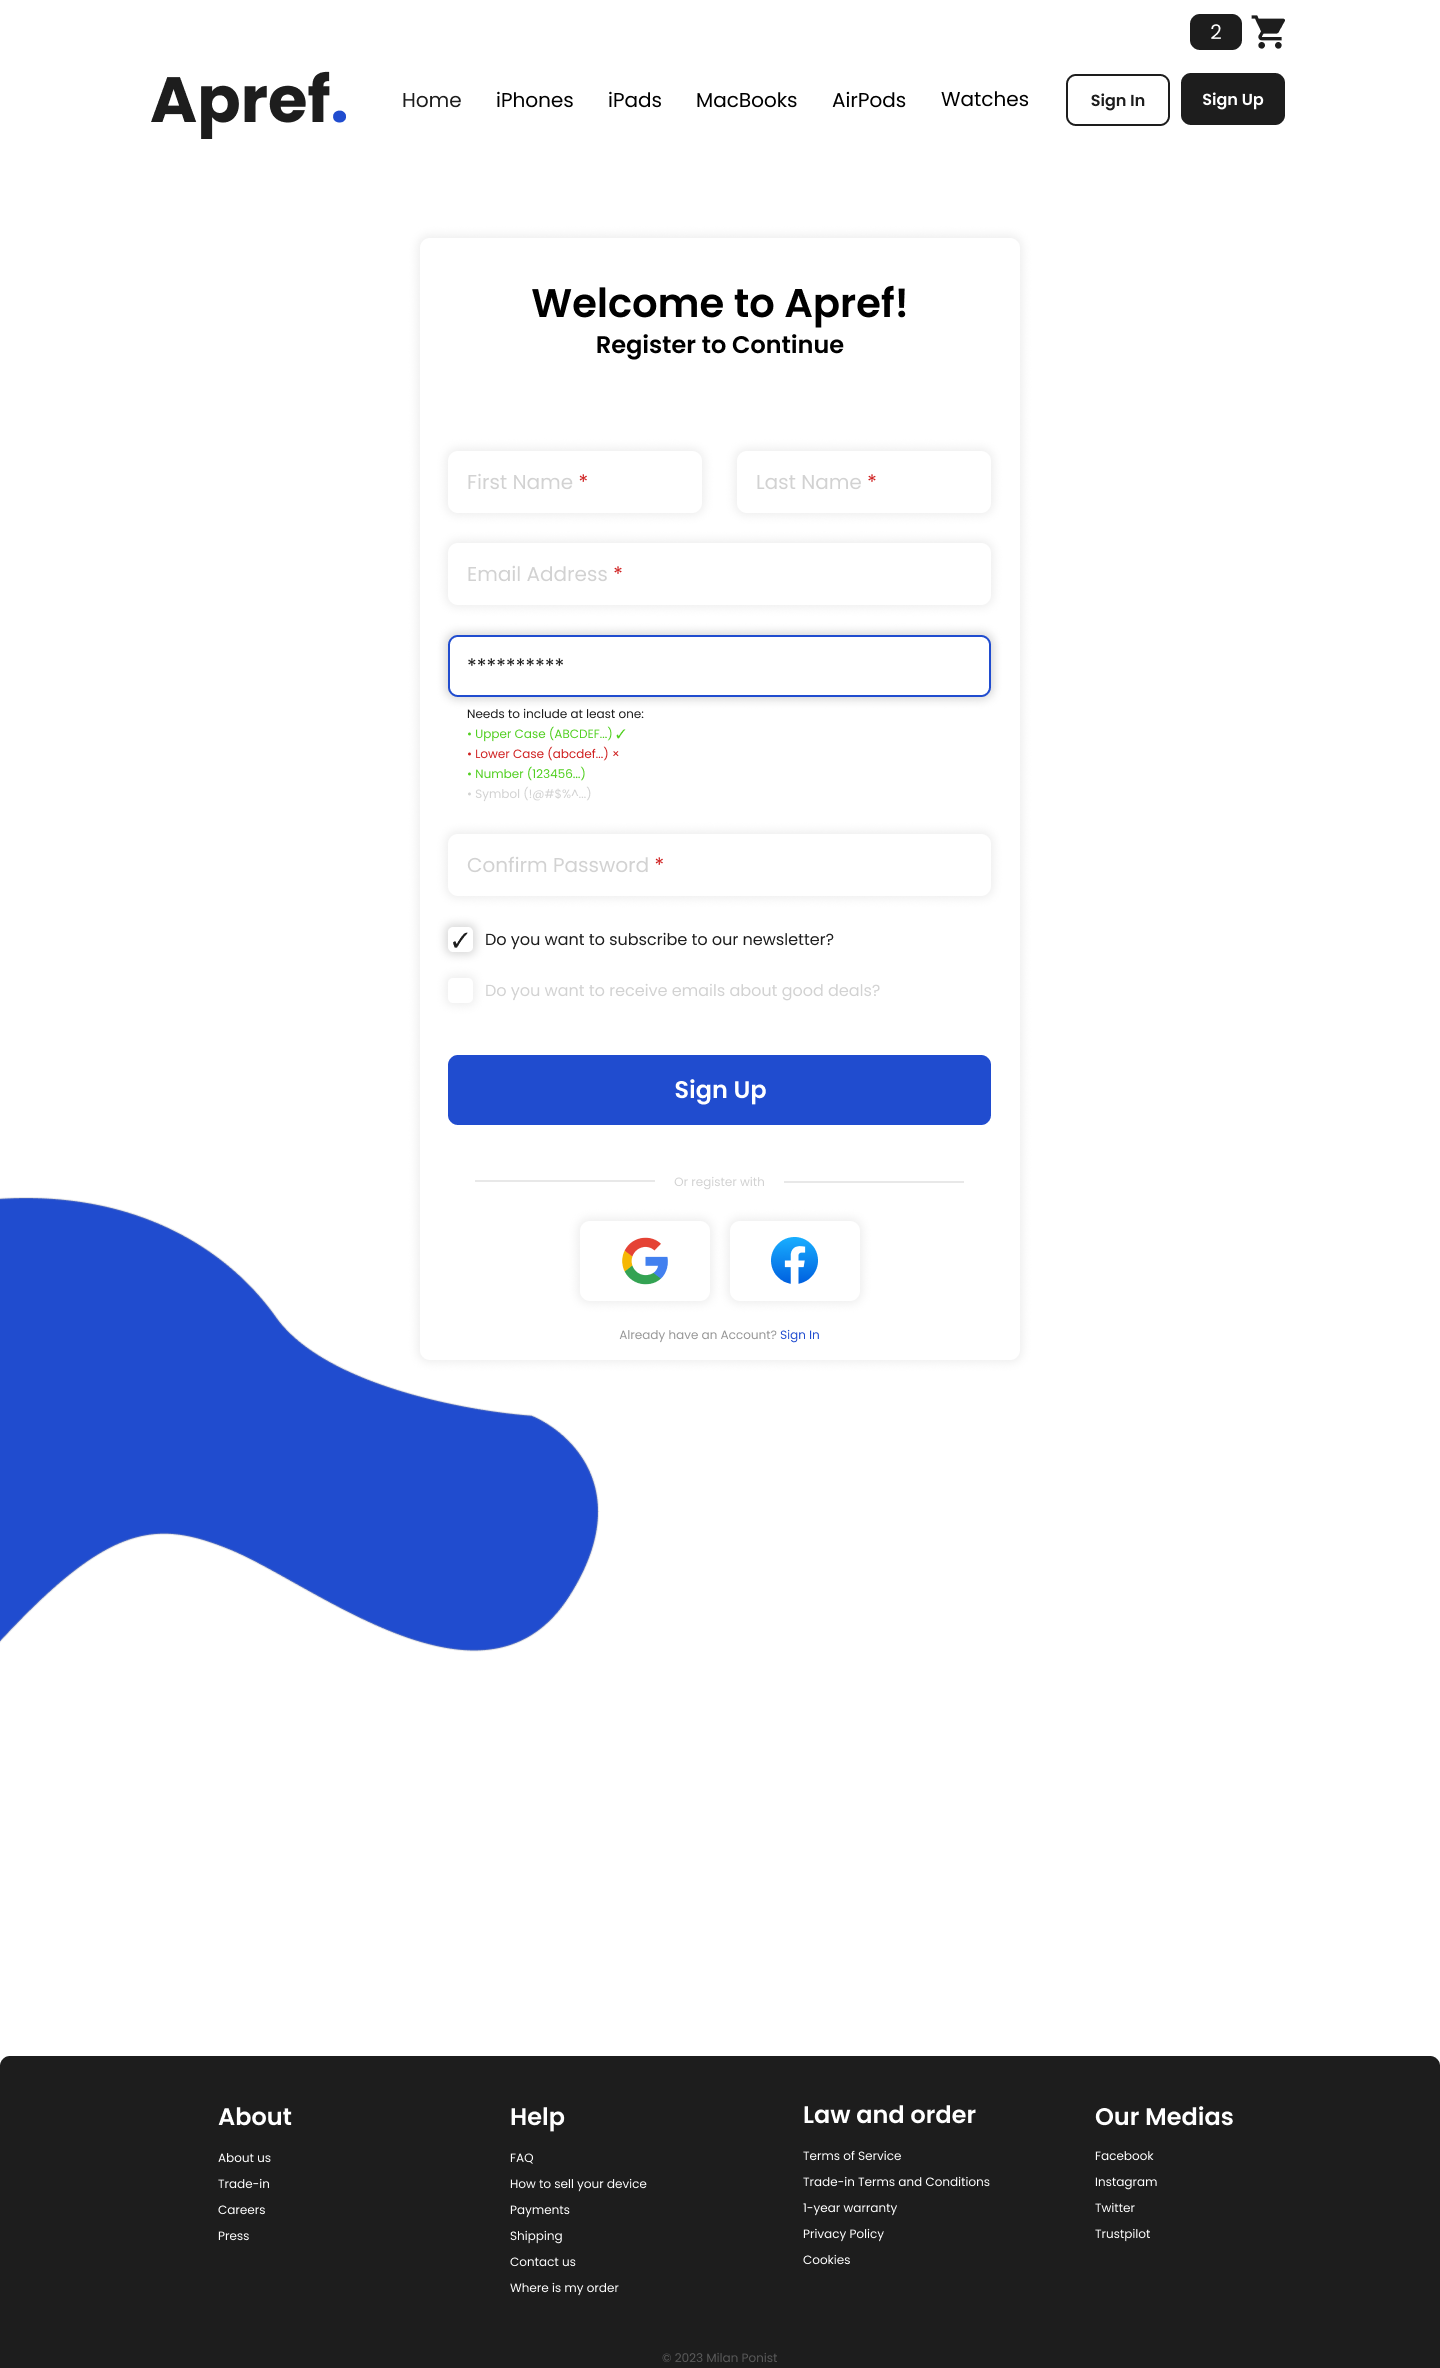 2
Apref.
Home iPhones iPads MacBooks AirPods Watches Sign In Sign Up
Welcome to Apref!
Register to Continue
First Name * Last Name *
Email Address *
**********
Needs to include at least one:
• Upper Case (ABCDEF...) ✓
• Lower Case (abcdef...) ×
• Number (123456...)
• Symbol (!@#$%^...)
Confirm Password *
✓ Do you want to subscribe to our newsletter?
Do you want to receive emails about good deals?
Sign Up
Or register with
Already have an Account? Sign In
About
About us
Trade-in
Careers
Press
Help
FAQ
How to sell your device
Payments
Shipping
Contact us
Where is my order
Law and order
Terms of Service
Trade-in Terms and Conditions
1-year warranty
Privacy Policy
Cookies
Our Medias
Facebook
Instagram
Twitter
Trustpilot
© 2023 Milan Ponist